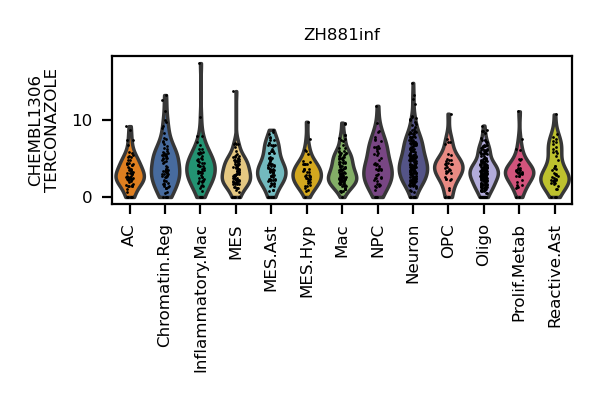 ZH881inf
CHEMBL1306
TERCONAZOLE
10
0
AC
Chromatin.Reg
Inflammatory.Mac
MES
MES.Ast
MES.Hyp
Mac
NPC
Neuron
OPC
Oligo
Prolif.Metab
Reactive.Ast